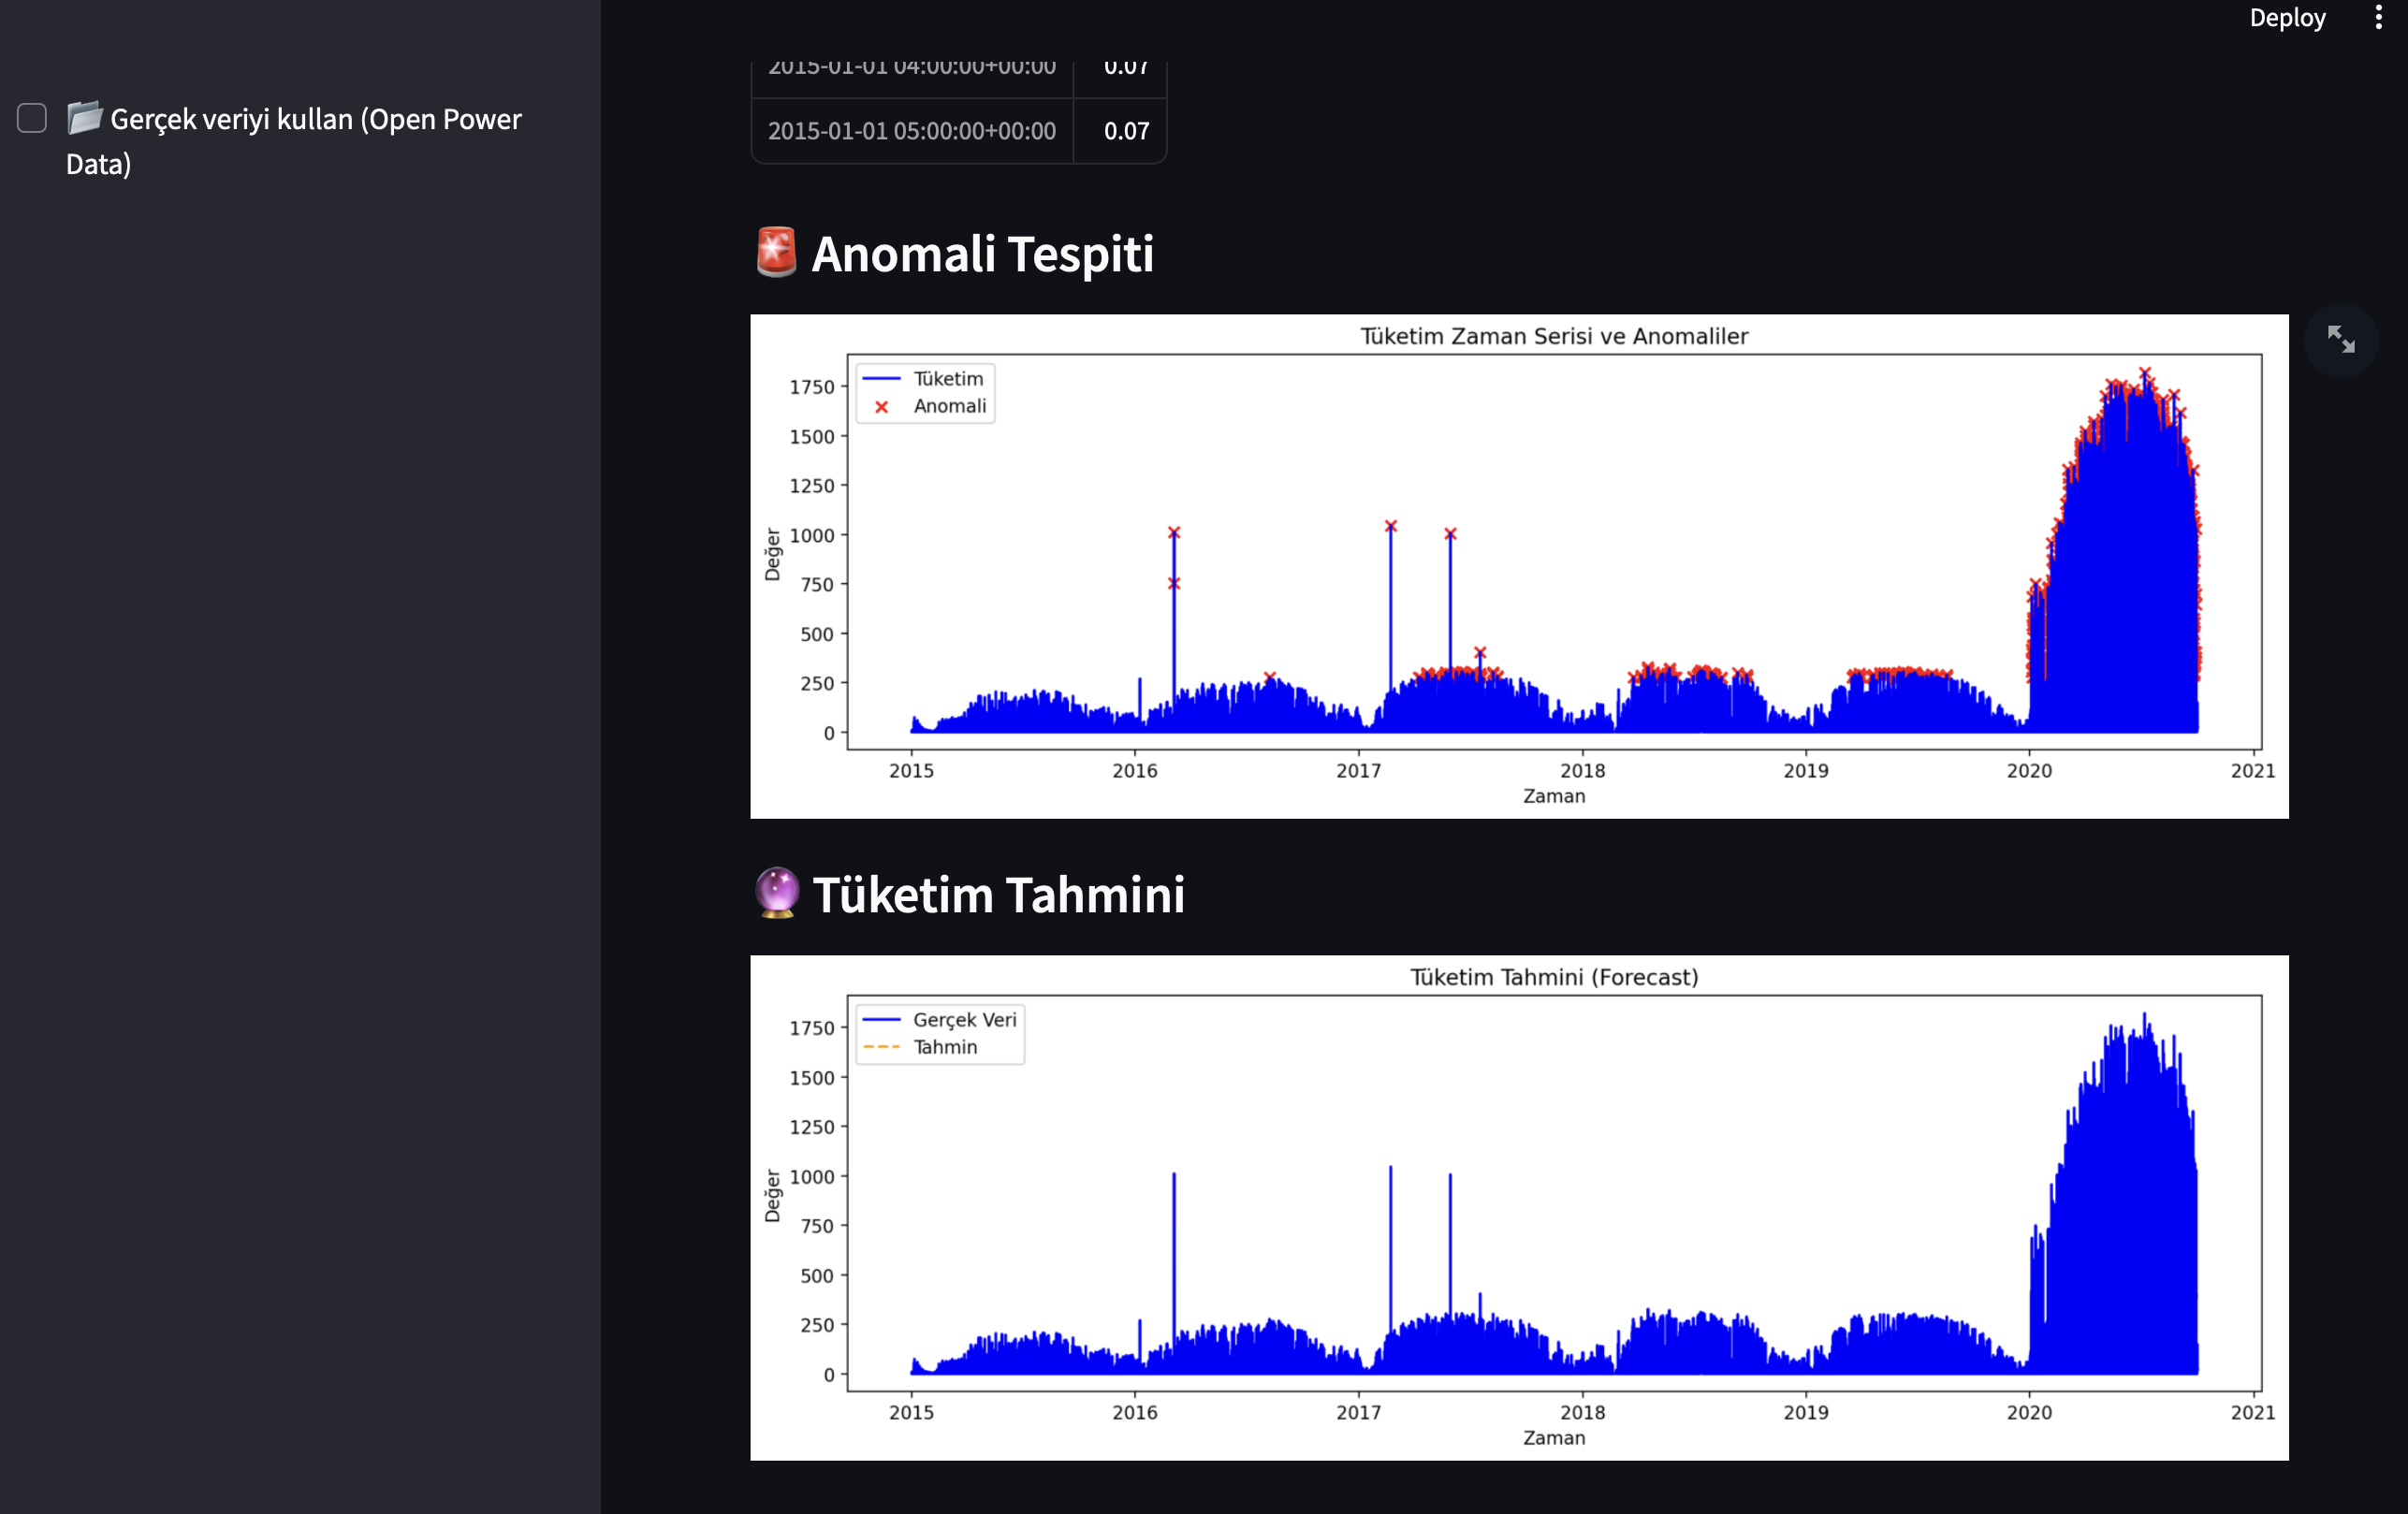 Deploy
Gerçek veriyi kullan (Open Power
Data)
2015-01-01 04:00:00+00:00 0.07
2015-01-01 05:00:00+00:00 0.07
Anomali Tespiti
Tüketim Zaman Serisi ve Anomaliler
Tüketim
Anomali
1750
1500
1250
1000
750
500
250
0
Değer
2015 2016 2017 2018 2019 2020 2021
Zaman
Tüketim Tahmini
Tüketim Tahmini (Forecast)
Gerçek Veri
Tahmin
1750
1500
1250
1000
750
500
250
0
Değer
2015 2016 2017 2018 2019 2020 2021
Zaman